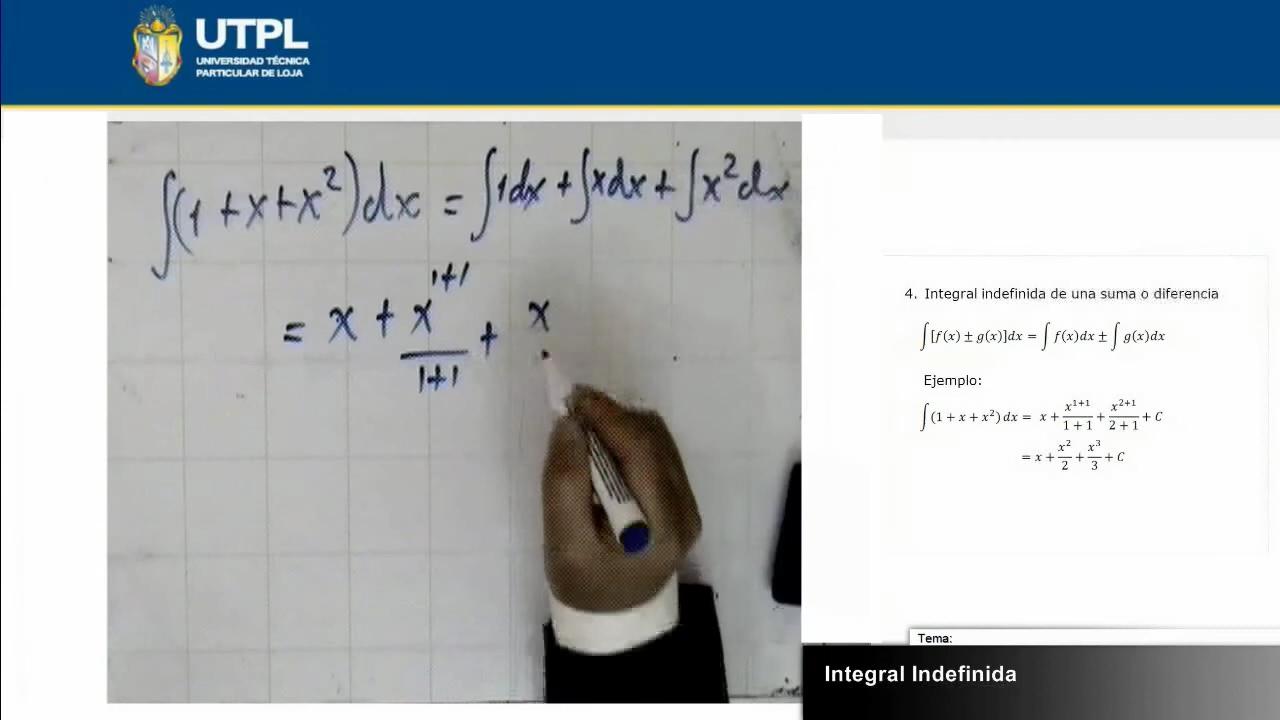 UTPL
UNIVERSIDAD TÉCNICA
PARTICULAR DE LOJA
∫(1+x+x²)dx = ∫1dx + ∫xdx + ∫x²dx
= x + x^(1+1)/(1+1) + x
4. Integral indefinida de una suma o diferencia
∫[f(x) ± g(x)]dx = ∫ f(x)dx ± ∫ g(x)dx
Ejemplo:
∫(1 + x + x²) dx = x + x^(1+1)/(1 + 1) + x^(2+1)/(2 + 1) + C
= x + x²/2 + x³/3 + C
Tema:
Integral Indefinida